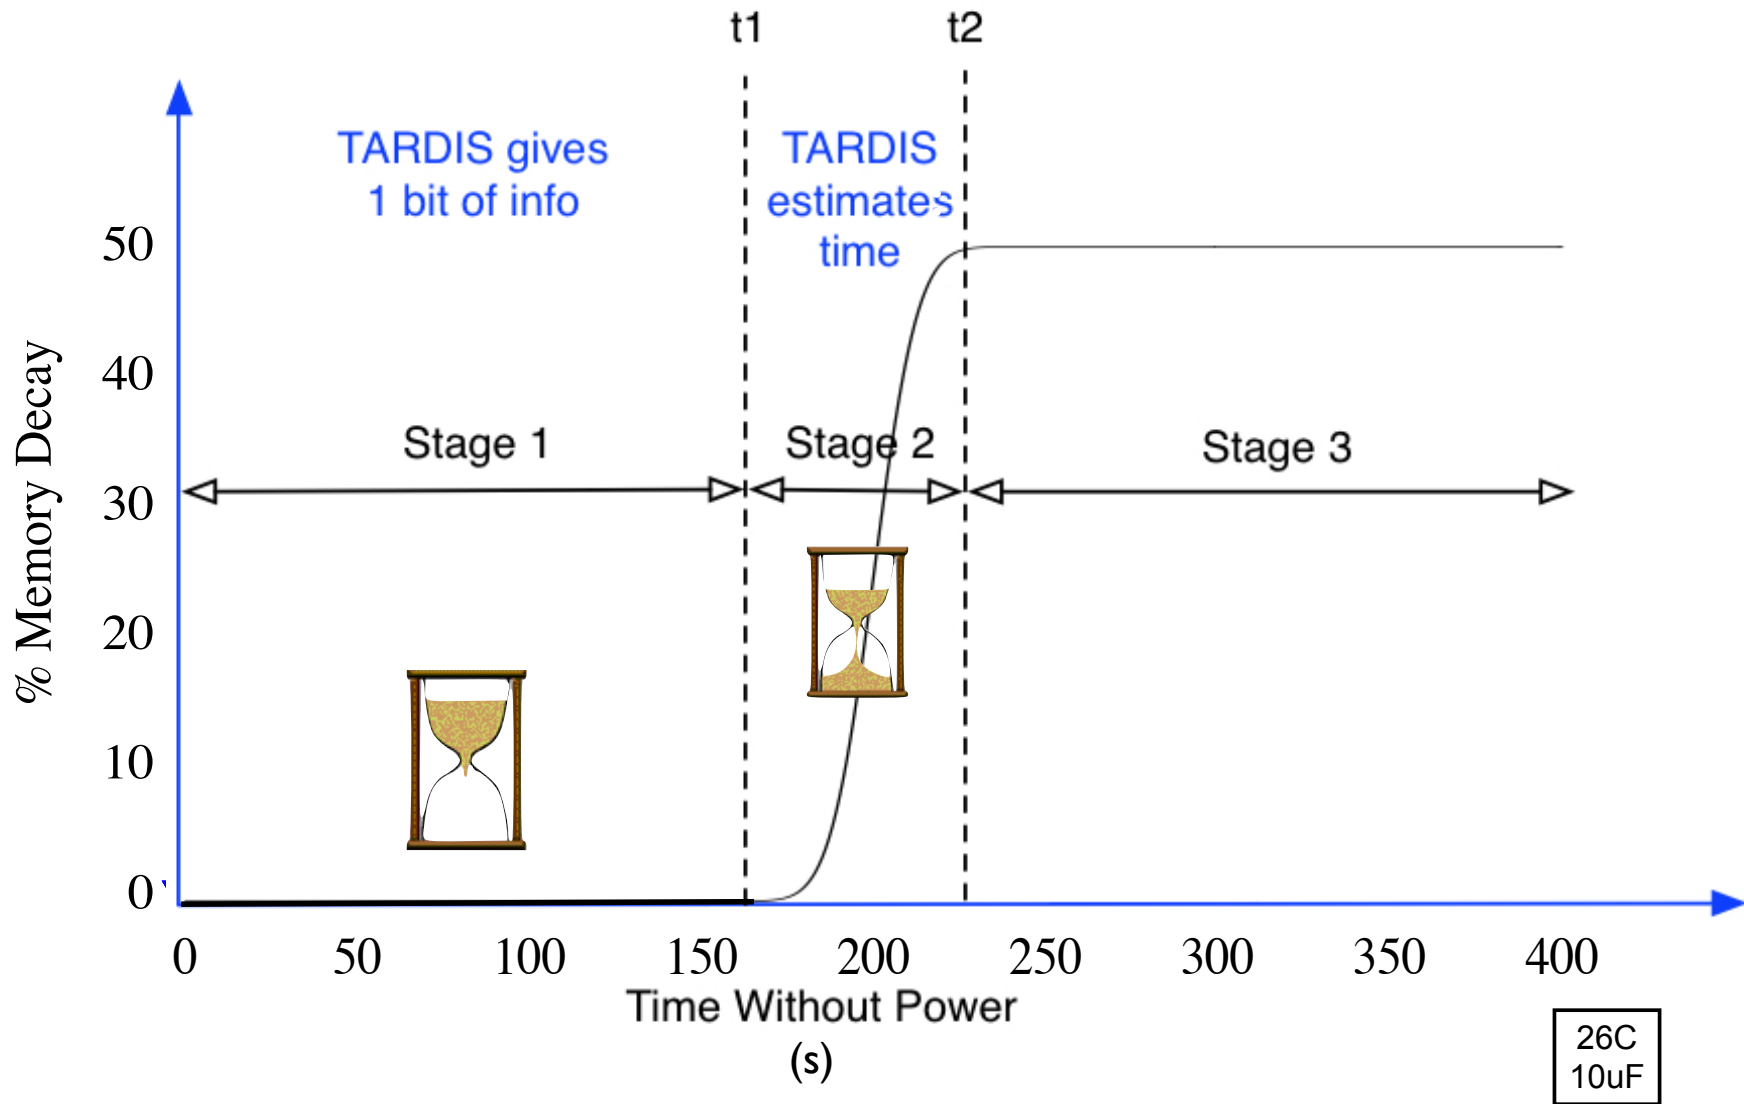 t1
t2
TARDIS gives
1 bit of info
TARDIS
estimates
time
50
40
30
20
10
0
% Memory Decay
Stage 1
Stage 2
Stage 3
0
50
100
150
200
250
300
350
400
Time Without Power
(s)
26C
10uF